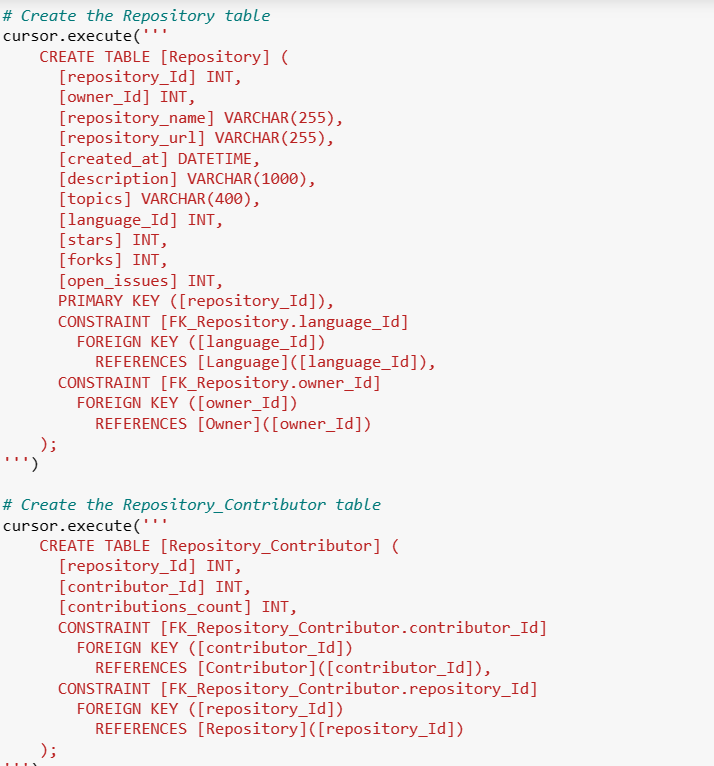 # Create the Repository table
cursor.execute('''
    CREATE TABLE [Repository] (
      [repository_Id] INT,
      [owner_Id] INT,
      [repository_name] VARCHAR(255),
      [repository_url] VARCHAR(255),
      [created_at] DATETIME,
      [description] VARCHAR(1000),
      [topics] VARCHAR(400),
      [language_Id] INT,
      [stars] INT,
      [forks] INT,
      [open_issues] INT,
      PRIMARY KEY ([repository_Id]),
      CONSTRAINT [FK_Repository.language_Id]
        FOREIGN KEY ([language_Id])
          REFERENCES [Language]([language_Id]),
      CONSTRAINT [FK_Repository.owner_Id]
        FOREIGN KEY ([owner_Id])
          REFERENCES [Owner]([owner_Id])
    );
''')

# Create the Repository_Contributor table
cursor.execute('''
    CREATE TABLE [Repository_Contributor] (
      [repository_Id] INT,
      [contributor_Id] INT,
      [contributions_count] INT,
      CONSTRAINT [FK_Repository_Contributor.contributor_Id]
        FOREIGN KEY ([contributor_Id])
          REFERENCES [Contributor]([contributor_Id]),
      CONSTRAINT [FK_Repository_Contributor.repository_Id]
        FOREIGN KEY ([repository_Id])
          REFERENCES [Repository]([repository_Id])
    );
''')